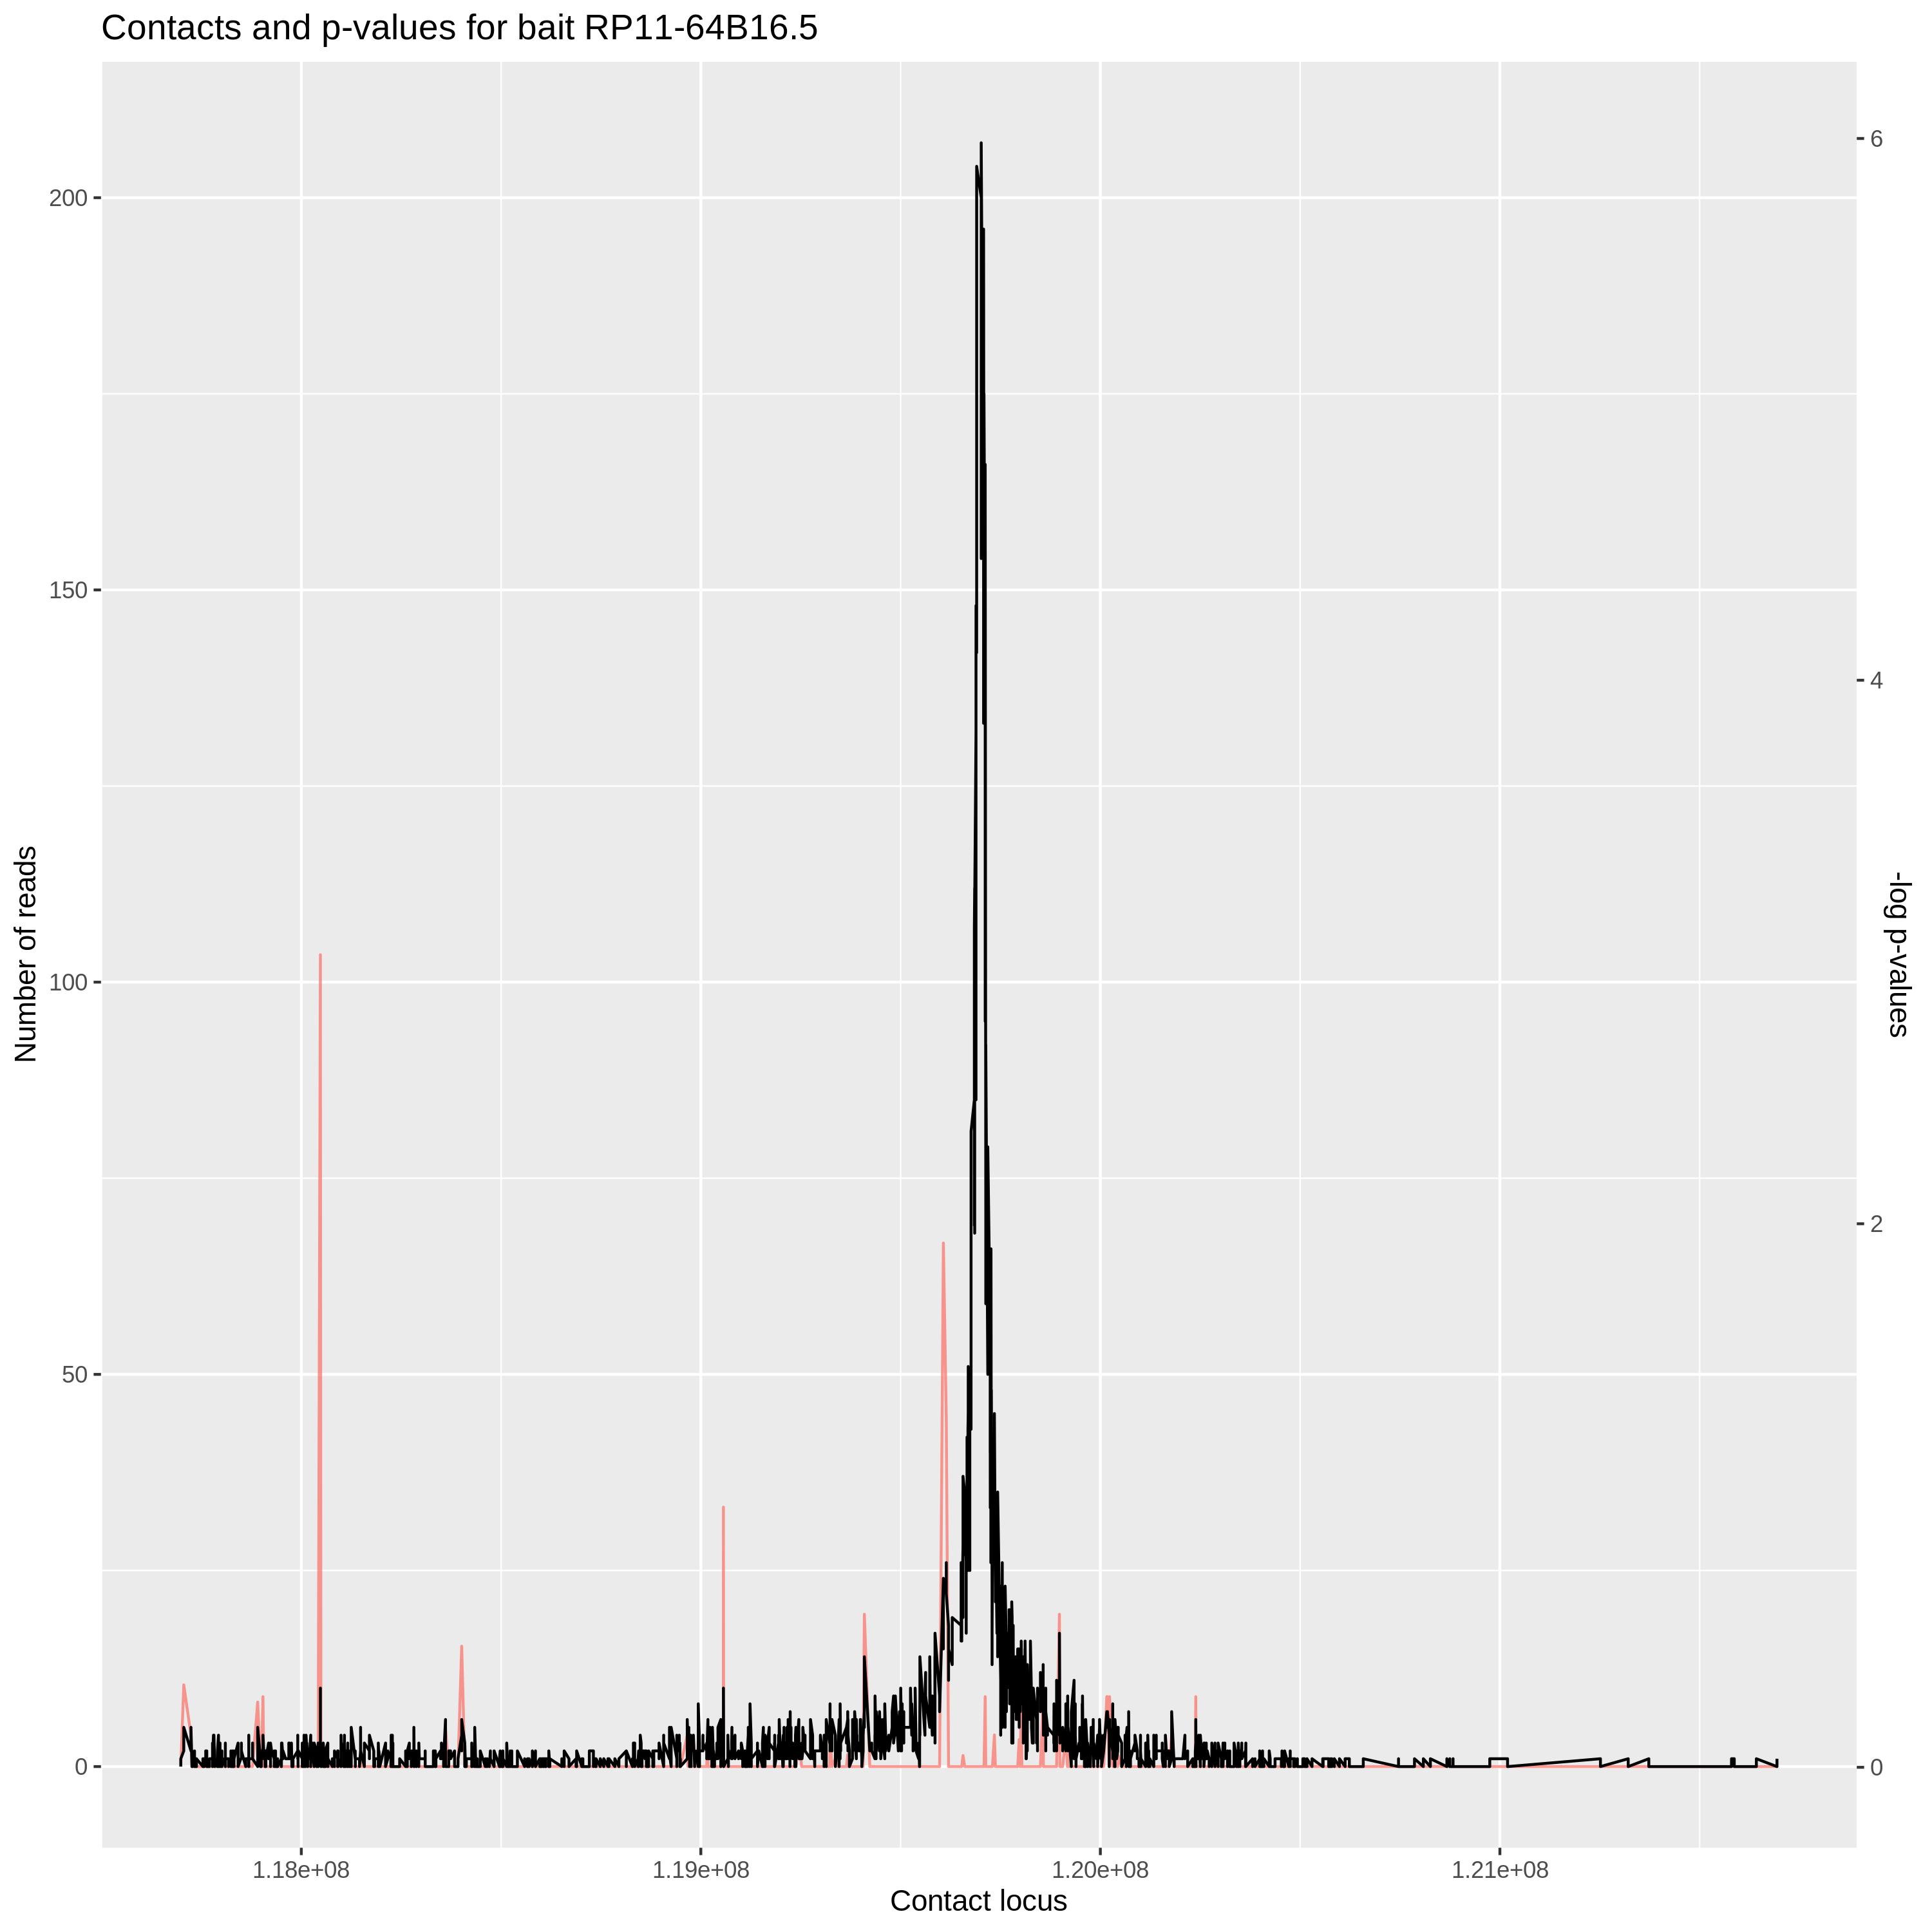 Contacts and p-values for bait RP11-64B16.5
200
150
100
50
0
6
4
2
0
Number of reads
-log p-values
1.18e+08
1.19e+08
1.20e+08
1.21e+08
Contact locus